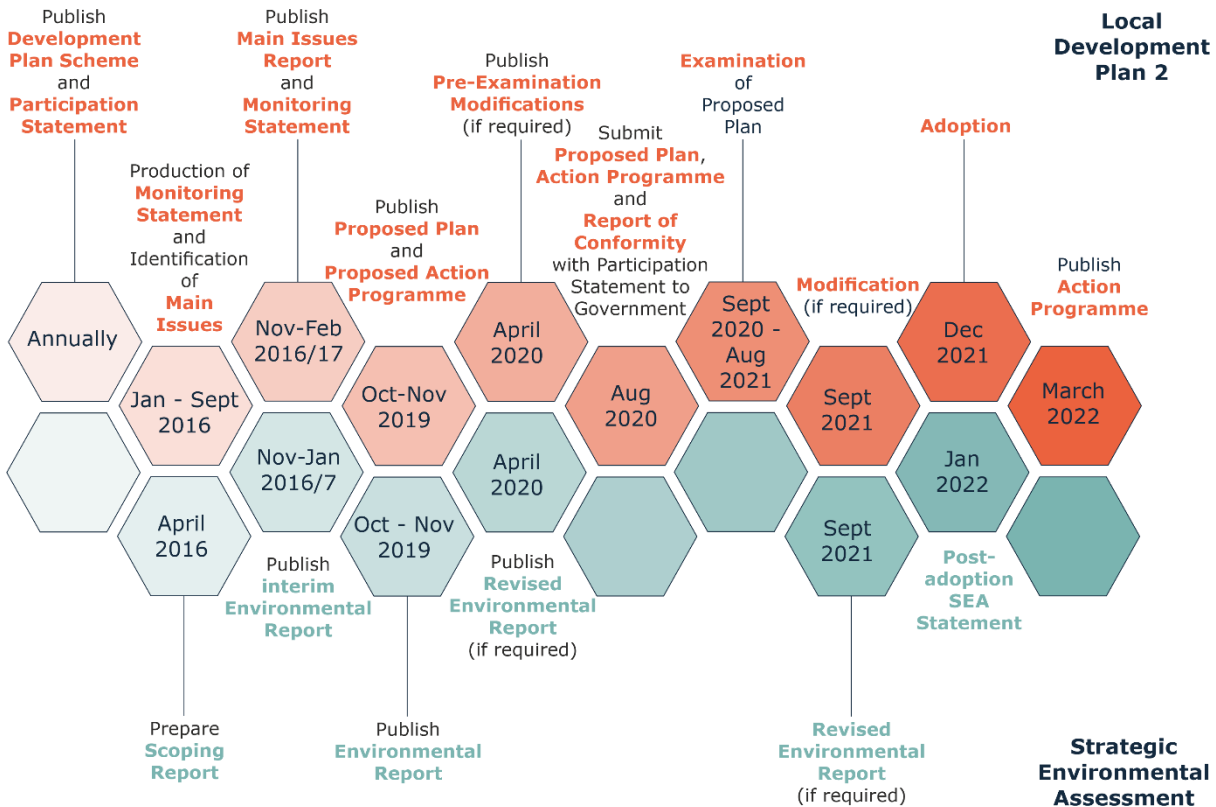 Publish
Development
Plan Scheme
and
Participation
Statement
Production of
Monitoring
Statement
and
Identification
of
Main
Issues
Publish
Main Issues
Report
and
Monitoring
Statement
Publish
Proposed Plan
and
Proposed Action
Programme
Publish
Pre-Examination
Modifications
(if required)
Submit
Proposed Plan,
Action Programme
and
Report of
Conformity
with Participation
Statement to
Government
Examination
of
Proposed
Plan
Modification
(if required)
Adoption
Publish
Action
Programme
Local
Development
Plan 2
Annually
Jan - Sept
2016
Nov-Feb
2016/17
Oct-Nov
2019
April
2020
Aug
2020
Sept
2020 -
Aug
2021
Sept
2021
Dec
2021
March
2022
April
2016
Nov-Jan
2016/7
Oct - Nov
2019
April
2020
Sept
2021
Jan
2022
Prepare
Scoping
Report
Publish
interim
Environmental
Report
Publish
Environmental
Report
Publish
Revised
Environmental
Report
(if required)
Revised
Environmental
Report
(if required)
Post-
adoption
SEA
Statement
Strategic
Environmental
Assessment